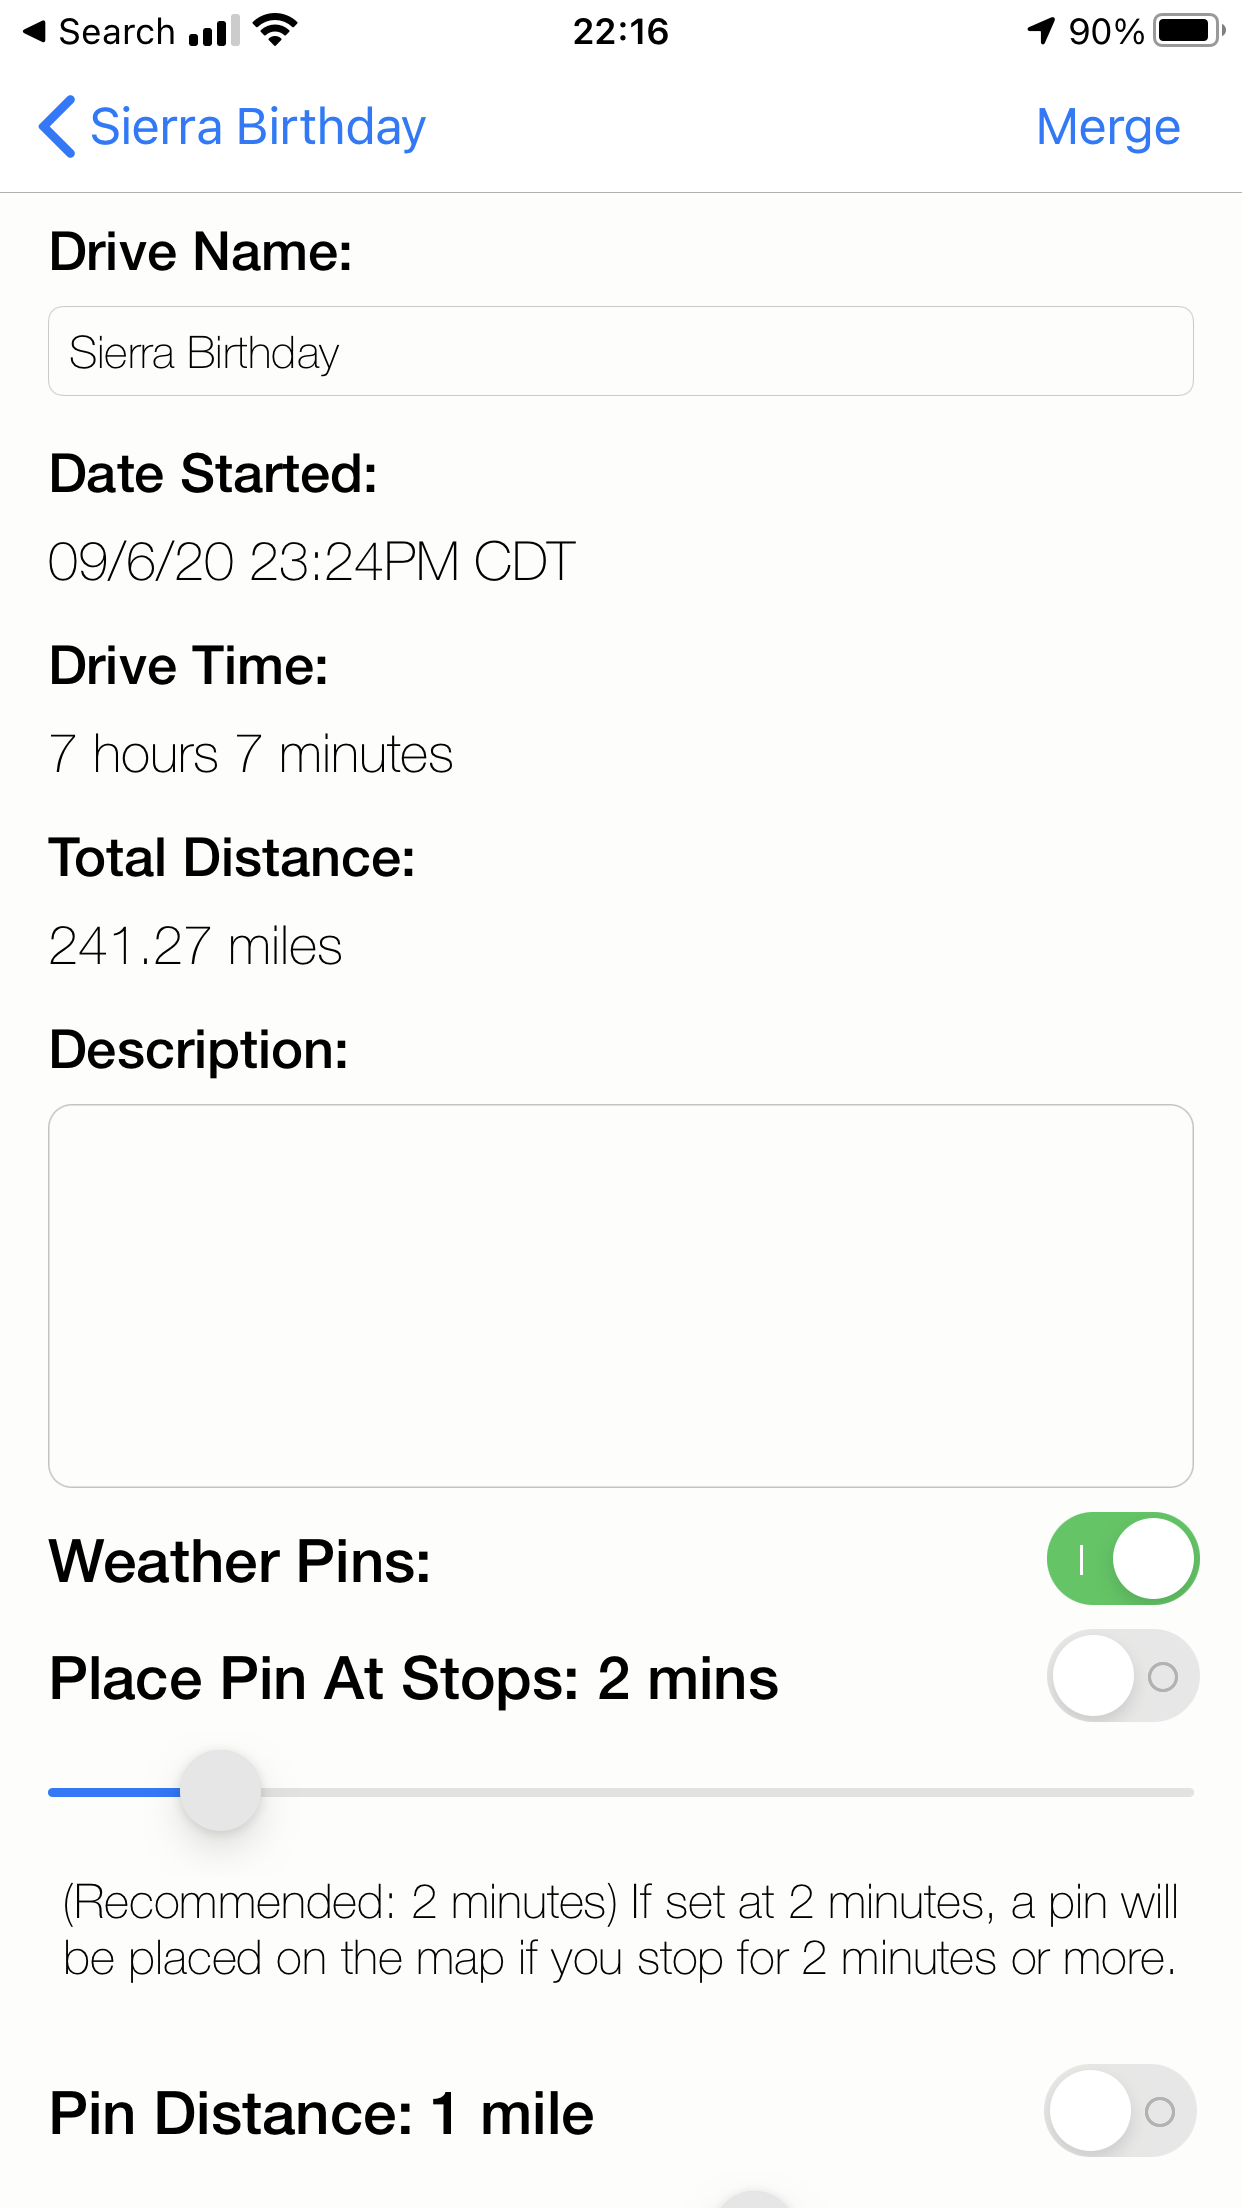 Search 22:16 90%
Sierra Birthday Merge
Drive Name:
Sierra Birthday
Date Started:
09/6/20 23:24PM CDT
Drive Time:
7 hours 7 minutes
Total Distance:
241.27 miles
Description:
Weather Pins:
Place Pin At Stops: 2 mins
(Recommended: 2 minutes) If set at 2 minutes, a pin will
be placed on the map if you stop for 2 minutes or more.
Pin Distance: 1 mile